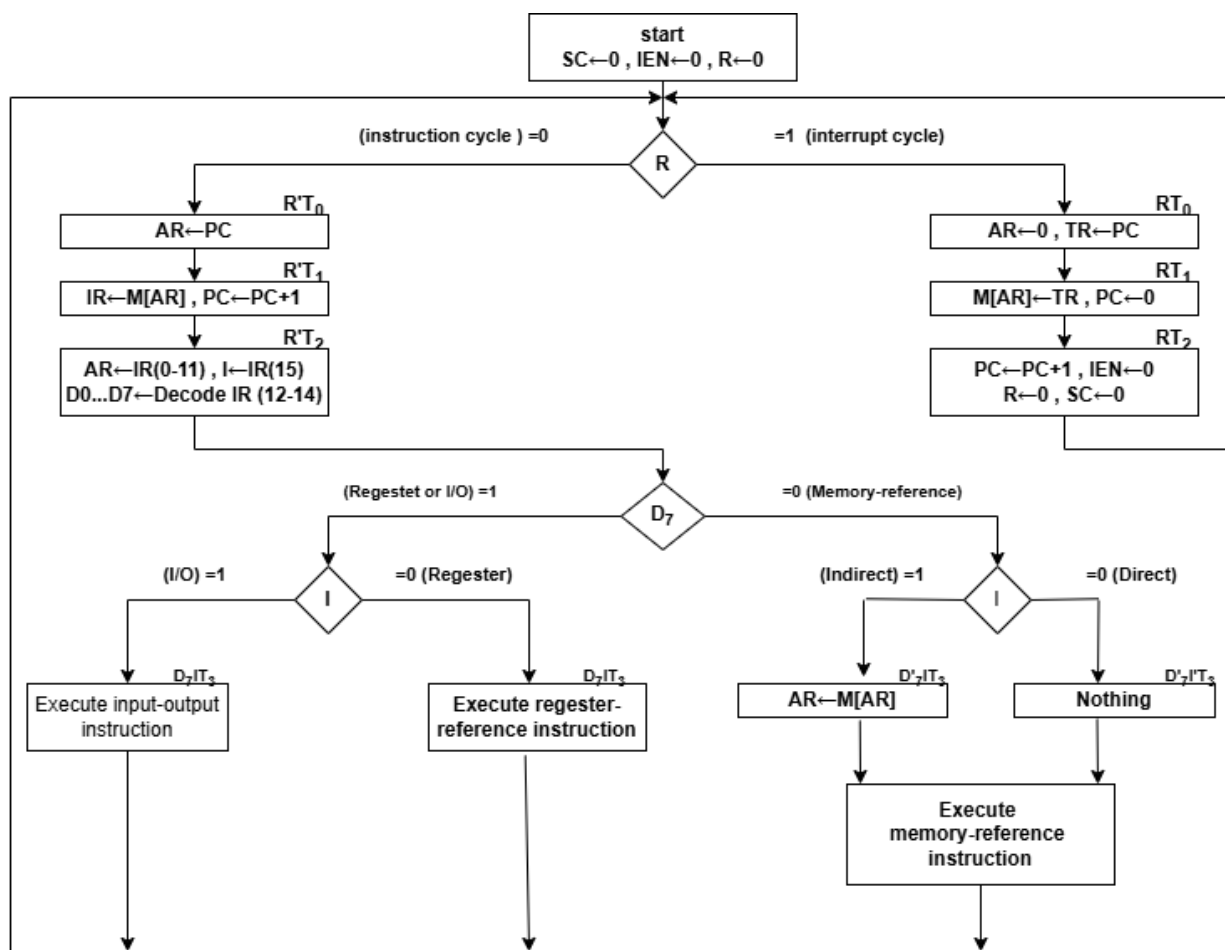 start
SC←0 , IEN←0 , R←0
(instruction cycle ) =0
=1 (interrupt cycle)
R
R'T₀
AR←PC
RT₀
AR←0 , TR←PC
R'T₁
IR←M[AR] , PC←PC+1
RT₁
M[AR]←TR , PC←0
R'T₂
AR←IR(0-11) , I←IR(15)
D0...D7←Decode IR (12-14)
RT₂
PC←PC+1 , IEN←0
R←0 , SC←0
(Regestet or I/O) =1
D₇
=0 (Memory-reference)
(I/O) =1
I
=0 (Regester)
(Indirect) =1
I
=0 (Direct)
D₇IT₃
Execute input-output
instruction
D₇IT₃
Execute regester-
reference instruction
D'₇IT₃
AR←M[AR]
D'₇I'T₃
Nothing
Execute
memory-reference
instruction